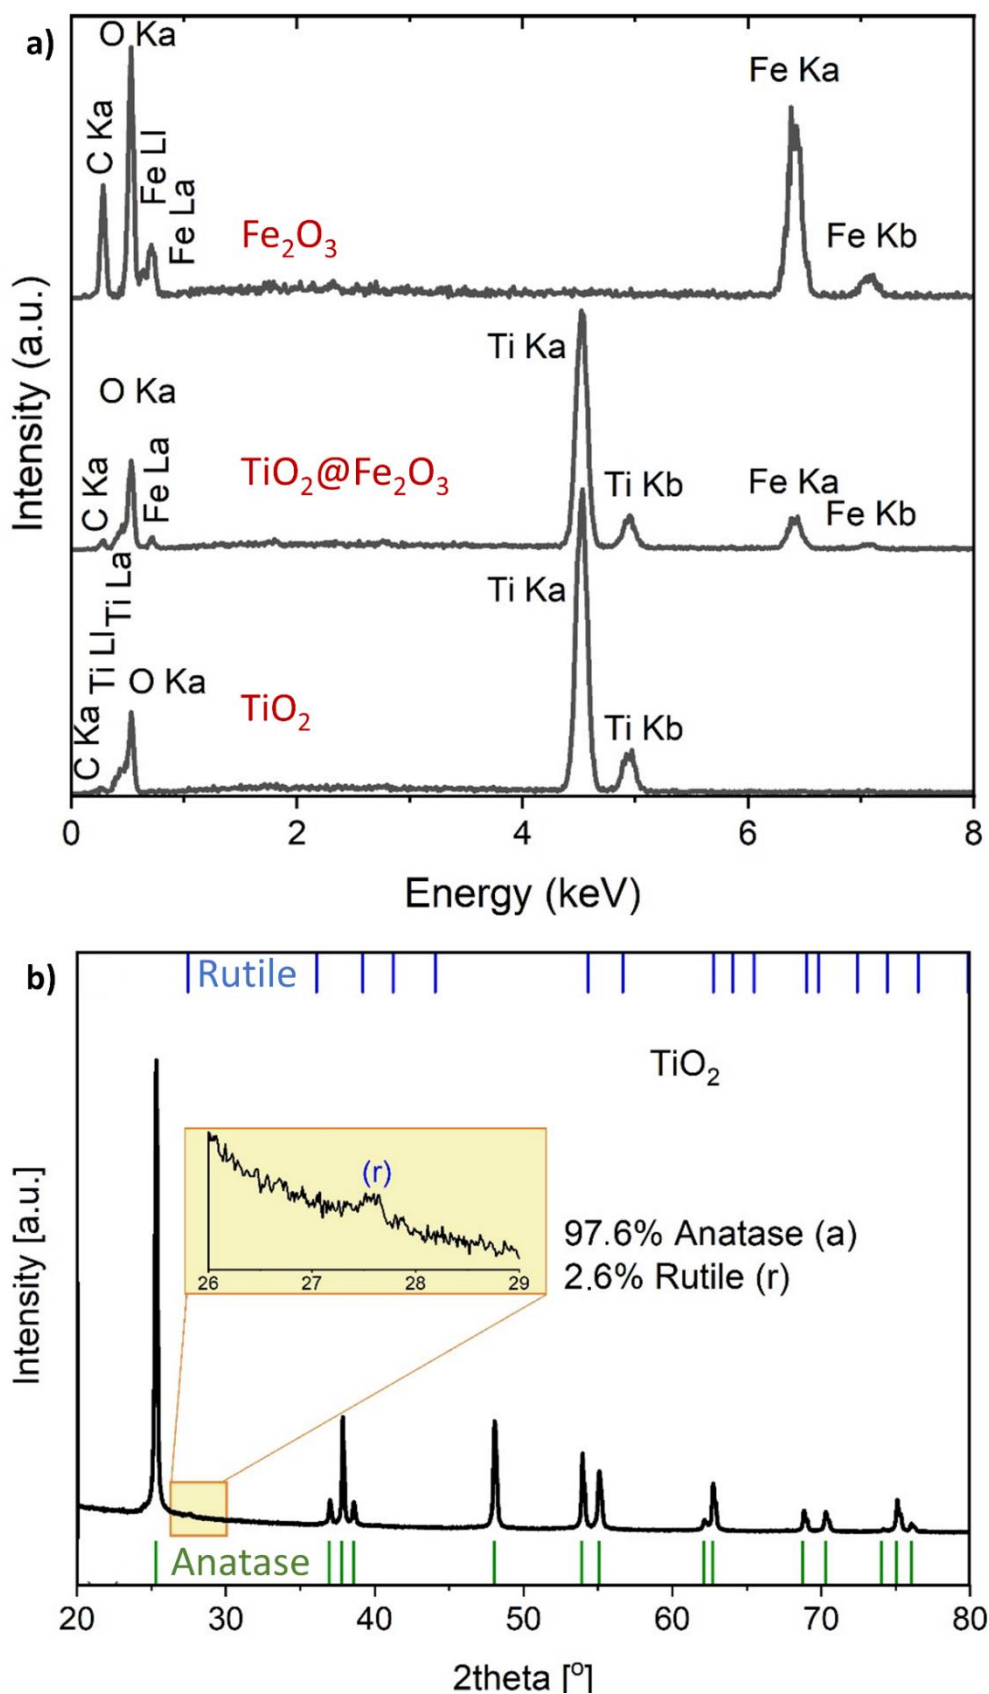 a)
O Ka
C Ka
Fe Ll
Fe La
Fe₂O₃
Fe Ka
Fe Kb
Intensity (a.u.)
Ti Ka
O Ka
C Ka
Fe La
TiO₂@Fe₂O₃
Ti Kb
Fe Ka
Fe Kb
Ti Ka
C Ka
Ti Ll
Ti La
O Ka
TiO₂
Ti Kb
0 2 4 6 8
Energy (keV)
b)
Rutile
TiO₂
(r)
26 27 28 29
97.6% Anatase (a)
2.6% Rutile (r)
Intensity [a.u.]
Anatase
20 30 40 50 60 70 80
2theta [º]